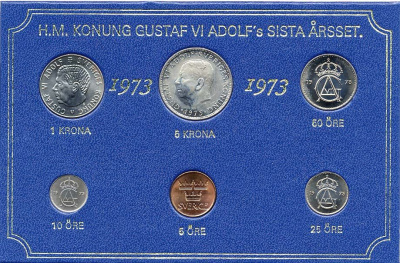 H.M. KONUNG GUSTAF VI ADOLF's SISTA ÅRSSET.
1973 1973
1 KRONA 5 KRONA 50 ÖRE
SVERIGE
10 ÖRE 5 ÖRE 25 ÖRE